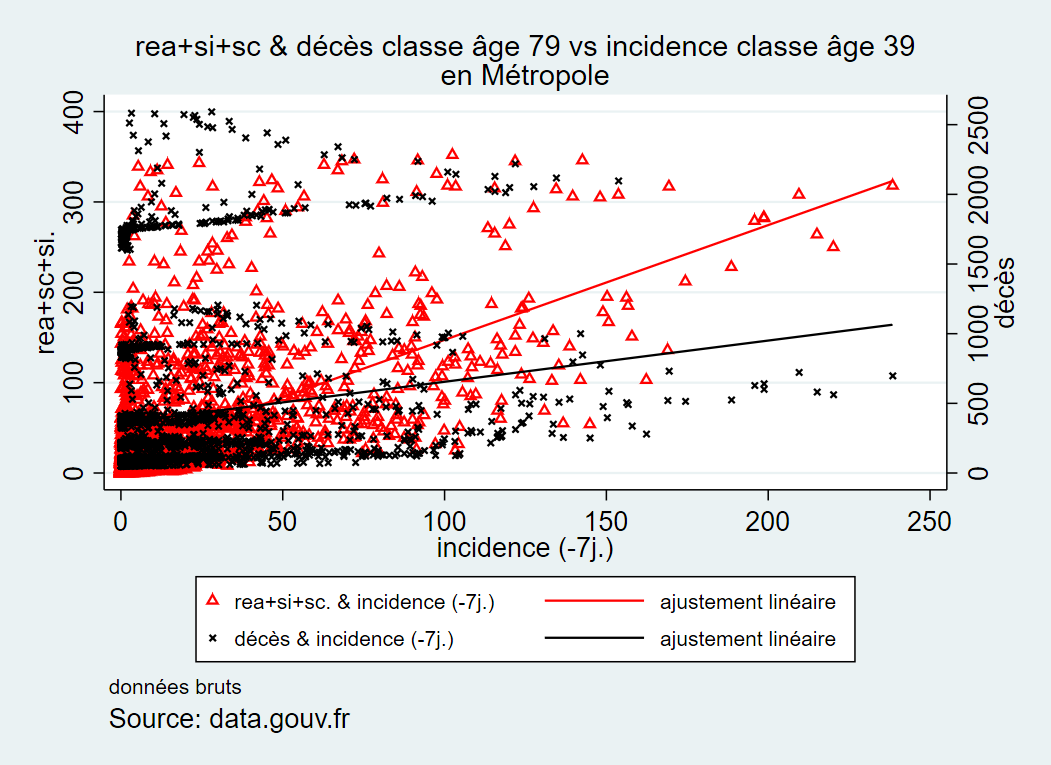 rea+si+sc & décès classe âge 79 vs incidence classe âge 39
en Métropole
400
300
200
100
0
rea+sc+si.
2500
2000
1500
1000
500
0
décès
0 50 100 150 200 250
incidence (-7j.)
rea+si+sc. & incidence (-7j.) ajustement linéaire
décès & incidence (-7j.) ajustement linéaire
données bruts
Source: data.gouv.fr